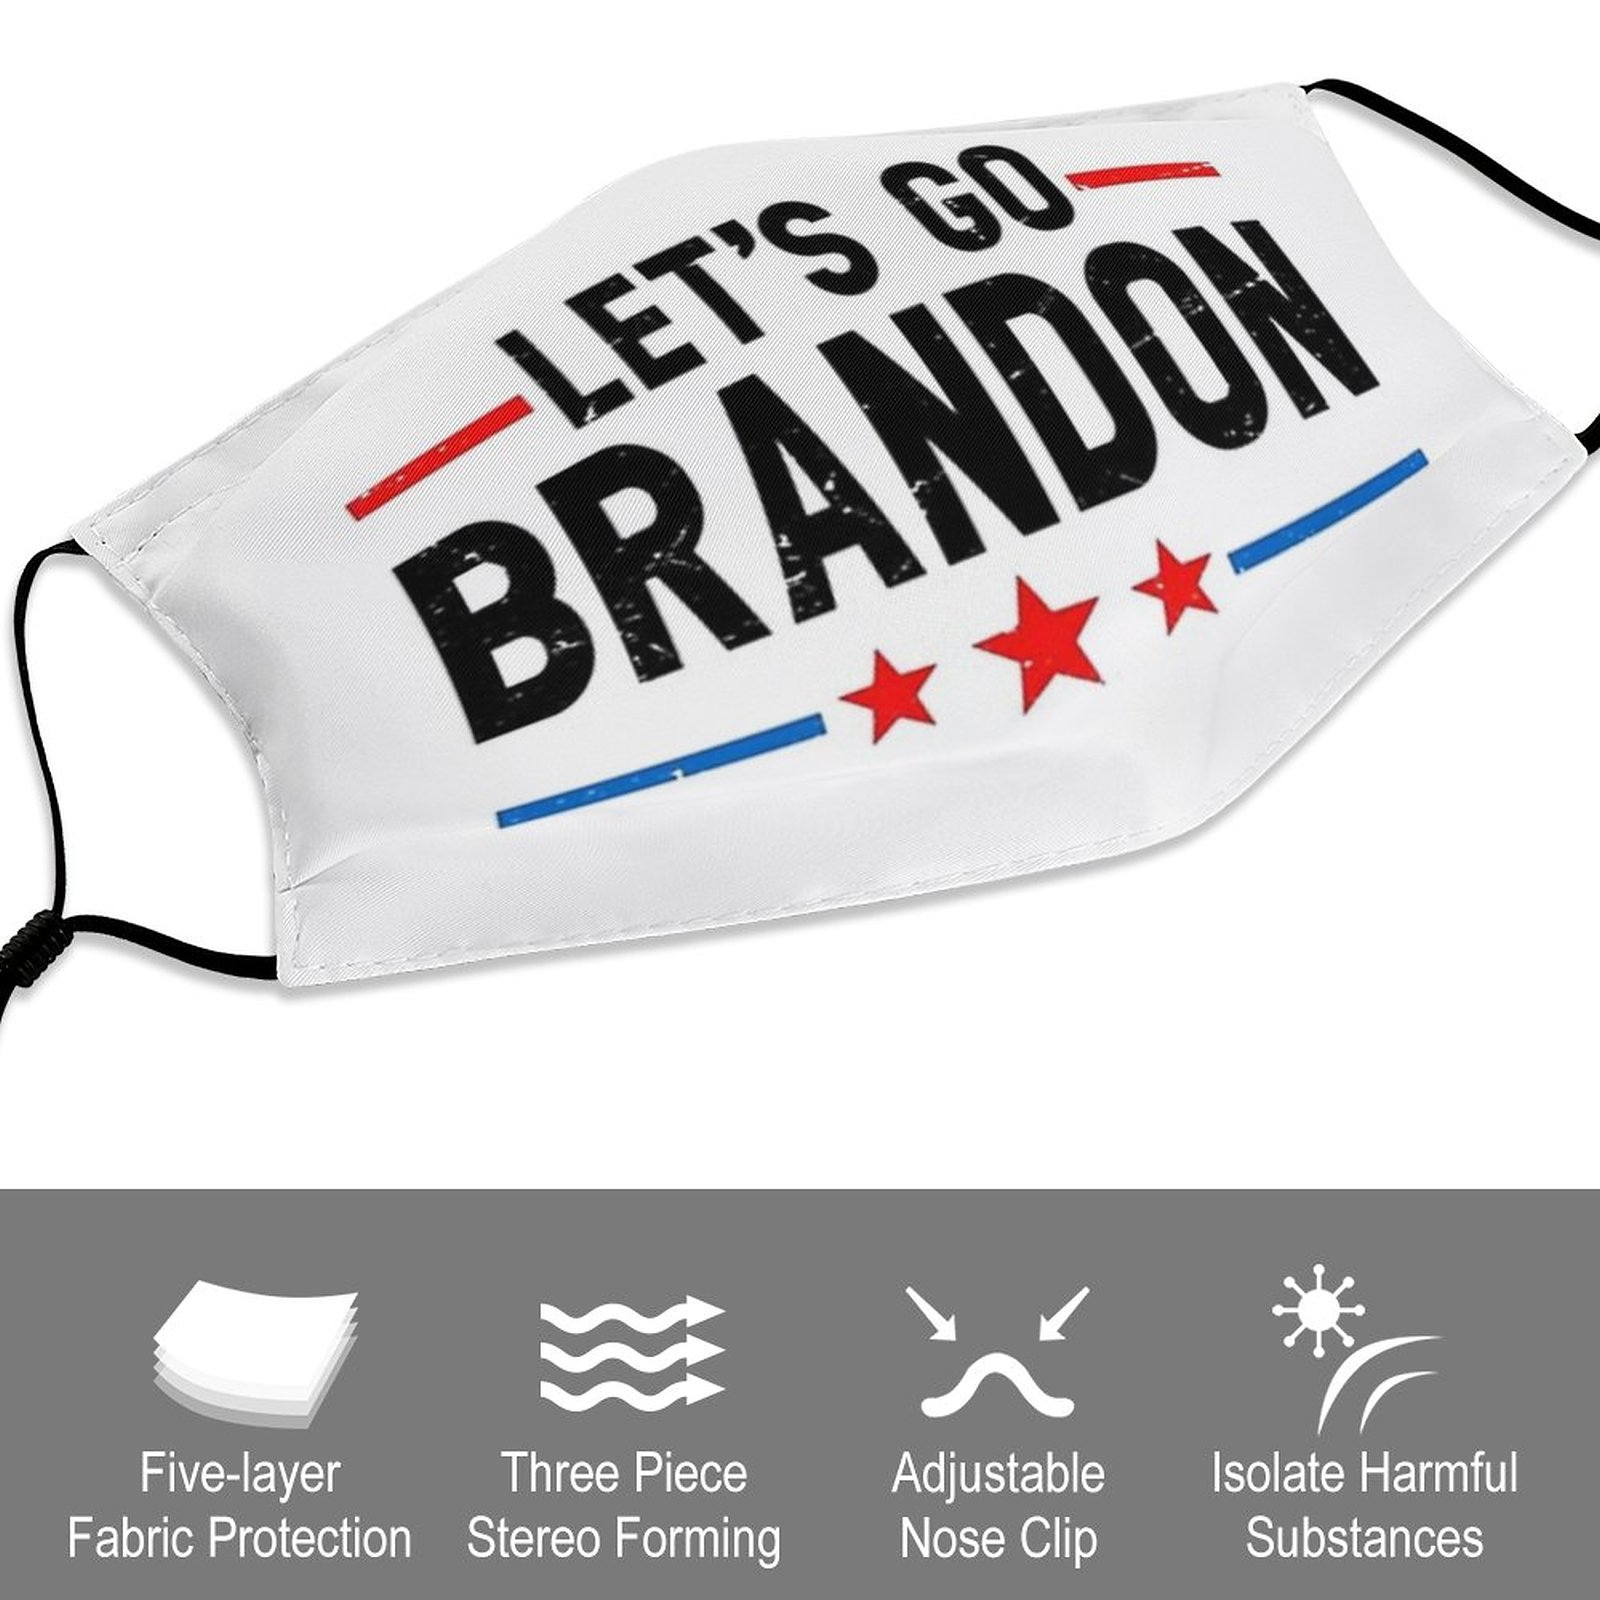 LET'S GO
BRANDON
Five-layer
Fabric Protection
Three Piece
Stereo Forming
Adjustable
Nose Clip
Isolate Harmful
Substances